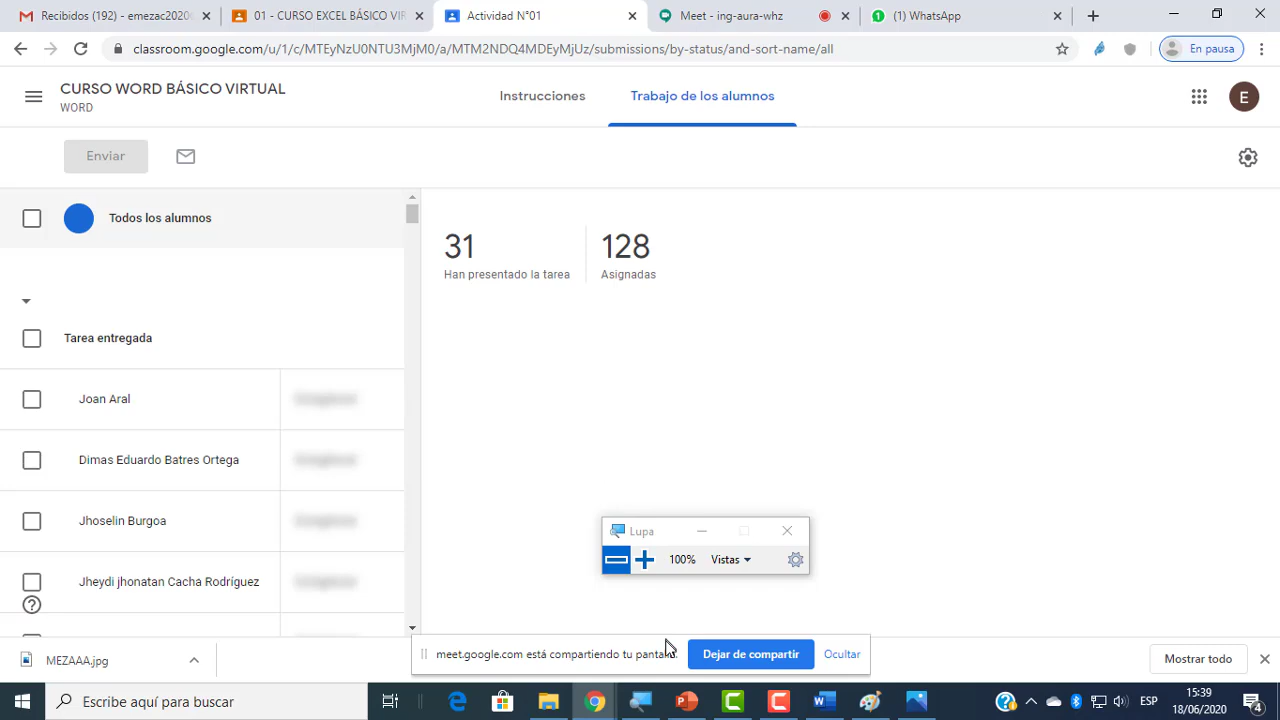 Recibidos (192) - emezac20@v
01 - CURSO EXCEL BÁSICO VIRTUAL
Actividad N°01
Meet - ing-aura-whz
(1) WhatsApp
classroom.google.com/u/1/c/MTEyNzU0NTU3MjM0/a/MTM2NDQ4MDEyMjUz/submissions/by-status/and-sort-name/all
En pausa
CURSO WORD BÁSICO VIRTUAL
WORD
Instrucciones
Trabajo de los alumnos
E
Enviar
Todos los alumnos
31
Han presentado la tarea
128
Asignadas
Tarea entregada
Joan Aral
Dimas Eduardo Batres Ortega
Jhoselin Burgoa
Jheydi jhonatan Cacha Rodríguez
Lupa
100%
Vistas
meet.google.com está compartiendo tu
Dejar de compartir
Ocultar
MEZAAA.jpg
Mostrar todo
Escribe aquí para buscar
ESP
15:39
18/06/2020
4